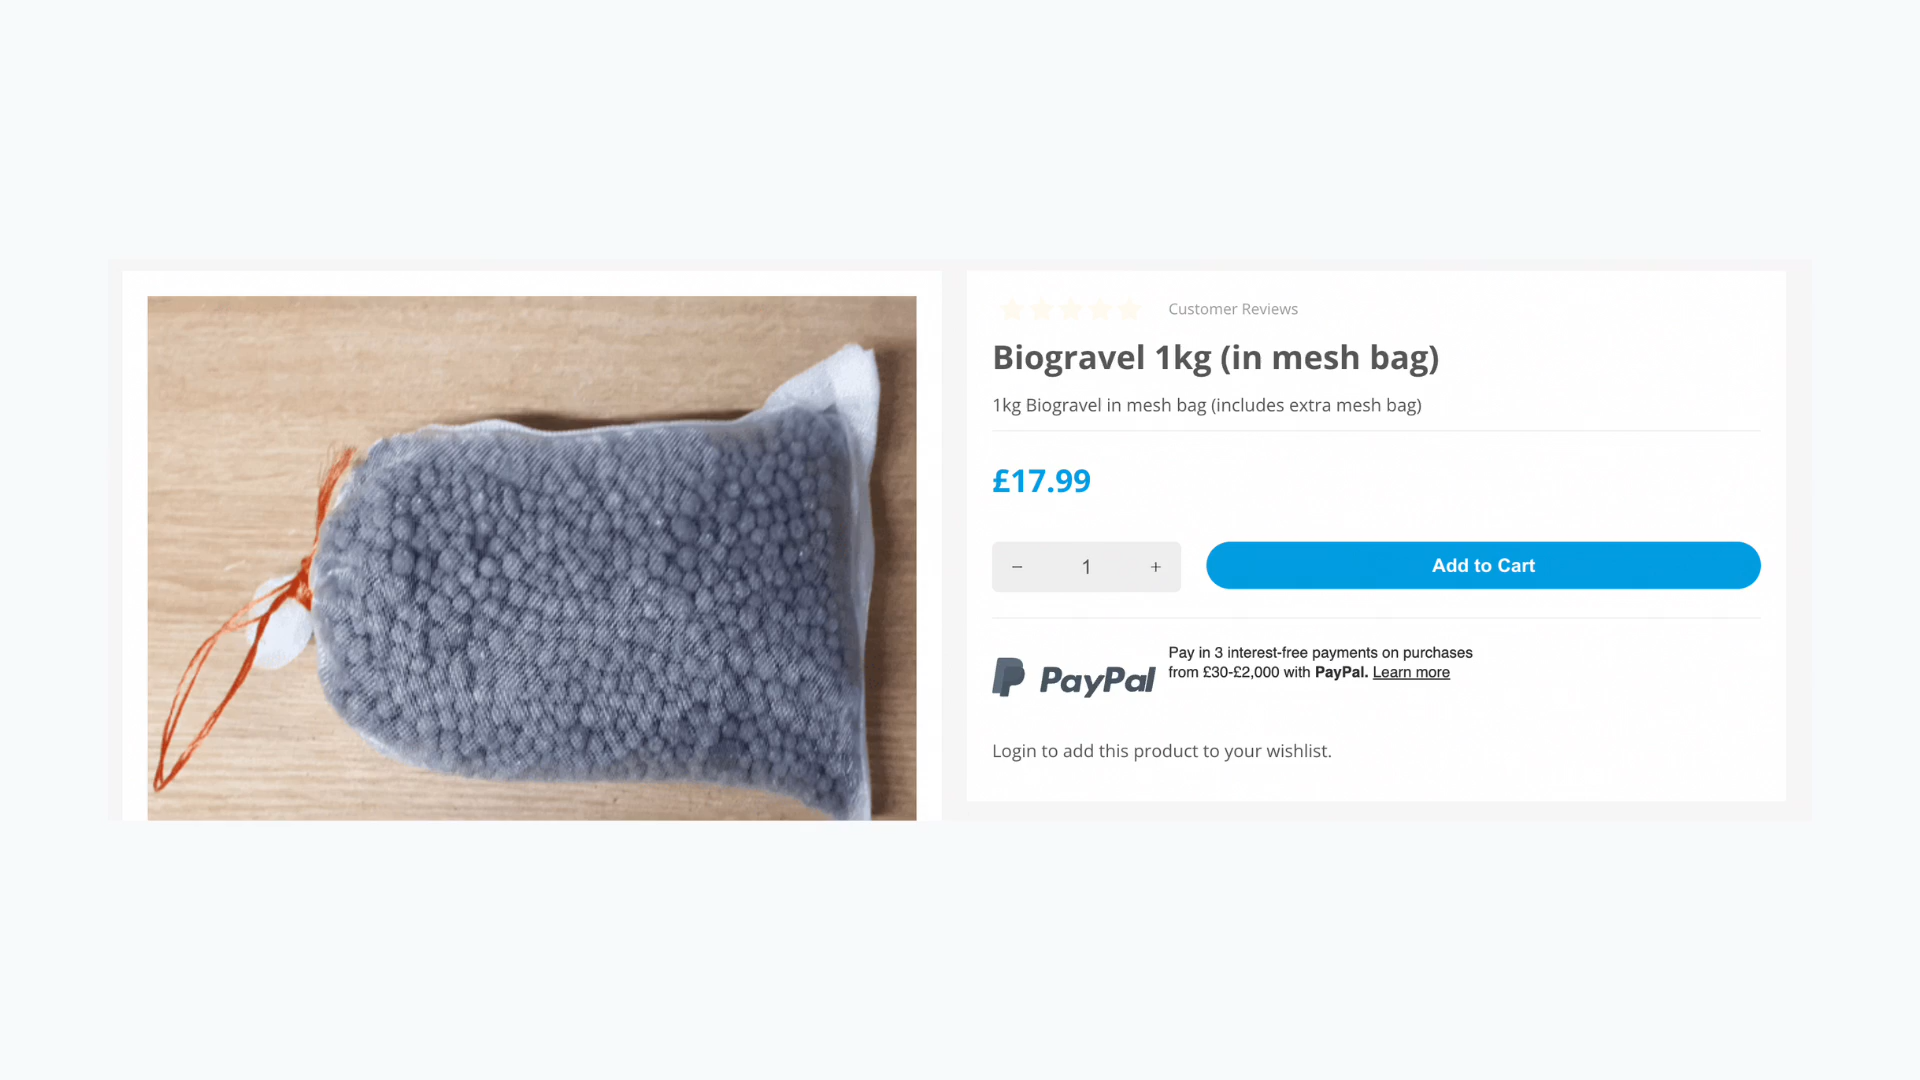 Customer Reviews
Biogravel 1kg (in mesh bag)
1kg Biogravel in mesh bag (includes extra mesh bag)
£17.99
− 1 +
Add to Cart
PayPal
Pay in 3 interest-free payments on purchases
from £30-£2,000 with PayPal. Learn more
Login to add this product to your wishlist.